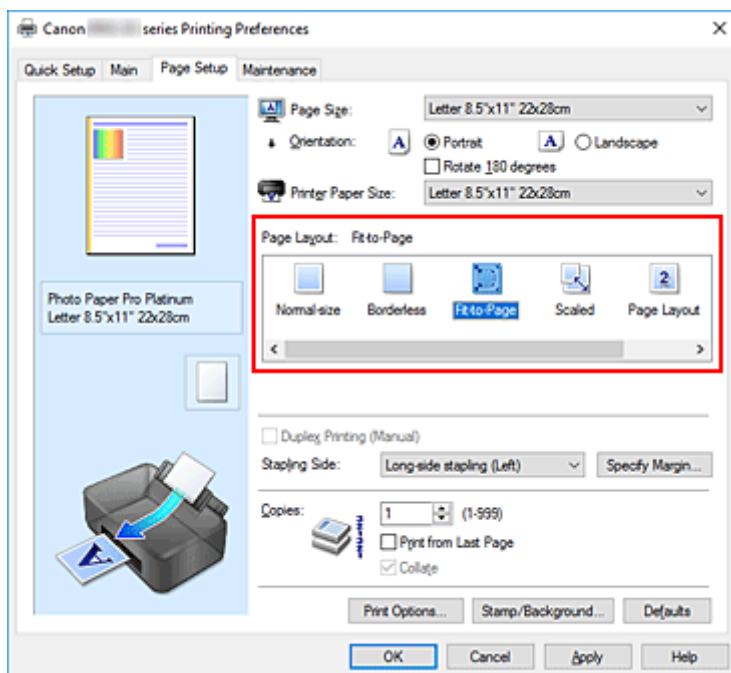 Canon series Printing Preferences
Quick Setup Main Page Setup Maintenance
Page Size: Letter 8.5"x11" 22x28cm
Orientation: A Portrait A Landscape
Rotate 180 degrees
Printer Paper Size: Letter 8.5"x11" 22x28cm
Page Layout: Fit-to-Page
Normal-size Borderless Fit-to-Page Scaled Page Layout
Photo Paper Pro Platinum
Letter 8.5"x11" 22x28cm
Duplex Printing (Manual)
Stapling Side: Long-side stapling (Left) Specify Margin...
Copies: 1 (1-999)
Print from Last Page
Collate
Print Options... Stamp/Background... Defaults
OK Cancel Apply Help